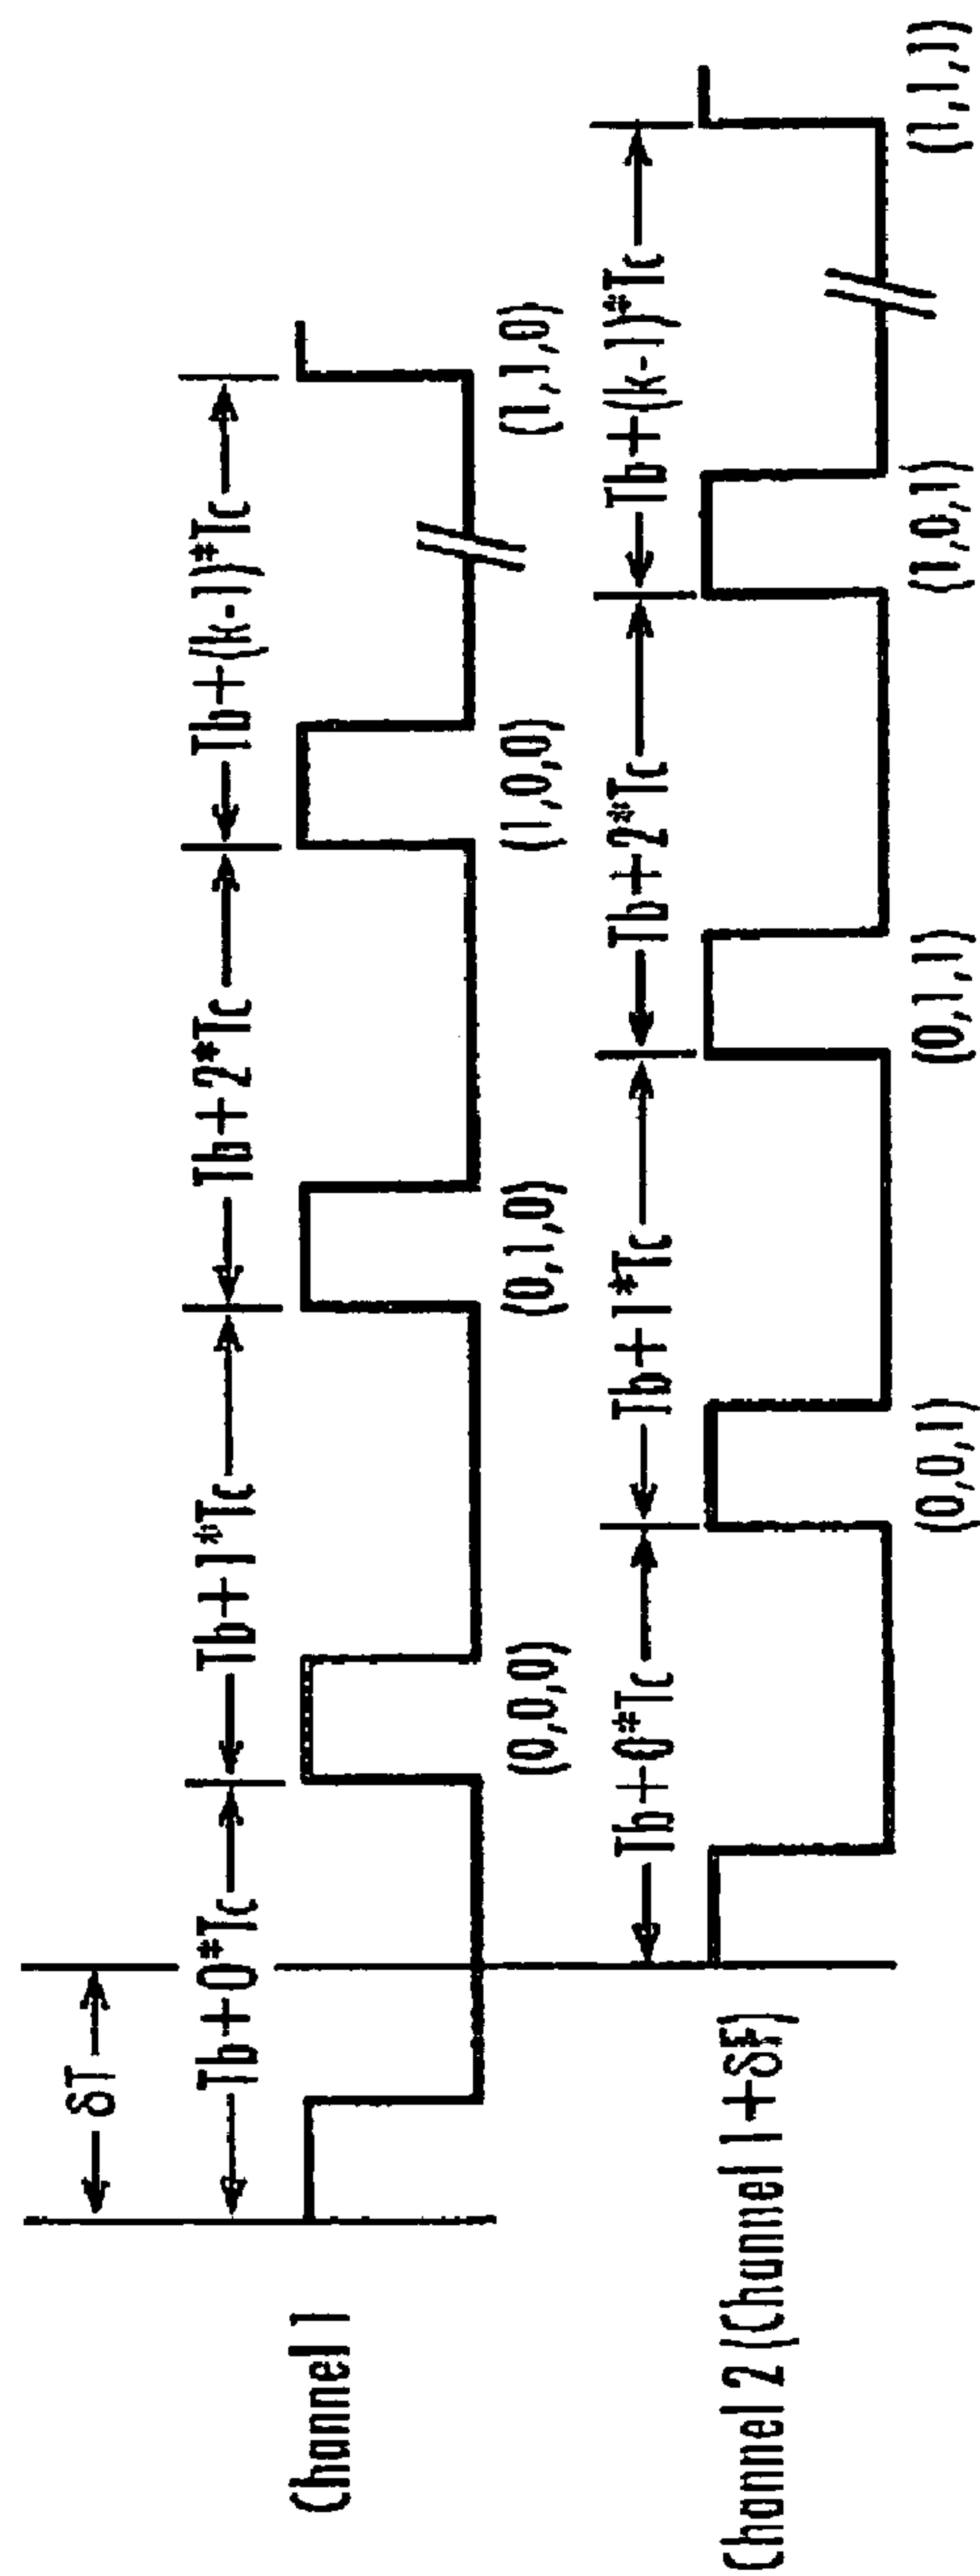 δT
Tb+0*Tc Tb+1*Tc Tb+2*Tc Tb+(k-1)*Tc
Channel 1
(0,0,0) (0,1,0) (1,0,0) (1,1,0)
Tb+0*Tc Tb+1*Tc Tb+2*Tc Tb+(k-1)*Tc
Channel 2 (Channel 1+δF)
(0,0,1) (0,1,1) (1,0,1) (1,1,1)